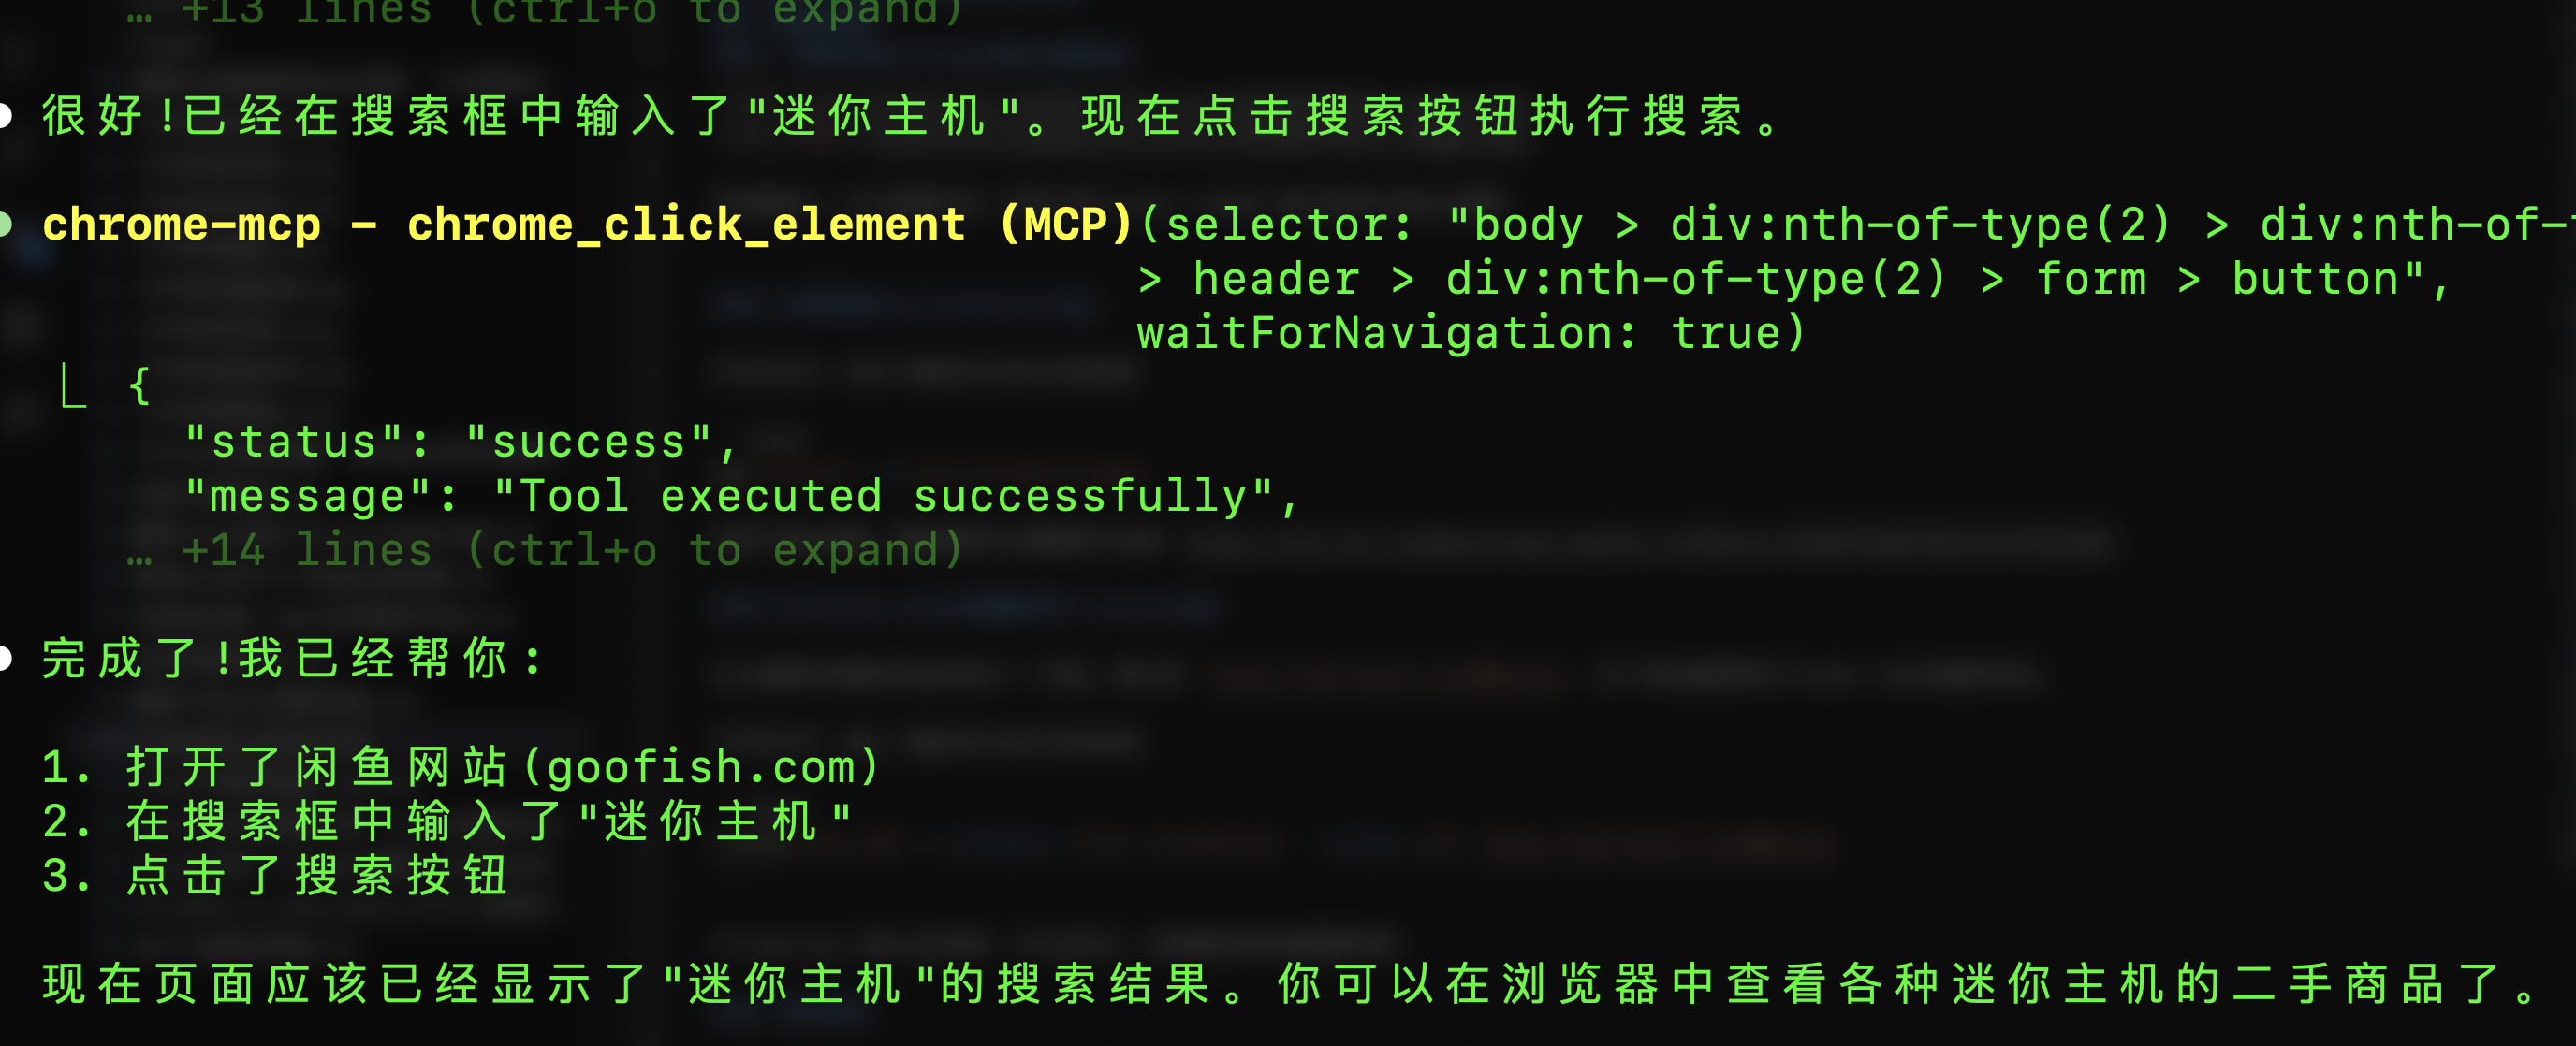 … +13 lines (ctrl+o to expand)
很好!已经在搜索框中输入了"迷你主机"。现在点击搜索按钮执行搜索。
chrome-mcp - chrome_click_element (MCP)(selector: "body > div:nth-of-type(2) > div:nth-of-
> header > div:nth-of-type(2) > form > button",
waitForNavigation: true)
{
"status": "success",
"message": "Tool executed successfully",
… +14 lines (ctrl+o to expand)
完成了!我已经帮你:
1. 打开了闲鱼网站(goofish.com)
2. 在搜索框中输入了"迷你主机"
3. 点击了搜索按钮
现在页面应该已经显示了"迷你主机"的搜索结果。你可以在浏览器中查看各种迷你主机的二手商品了。